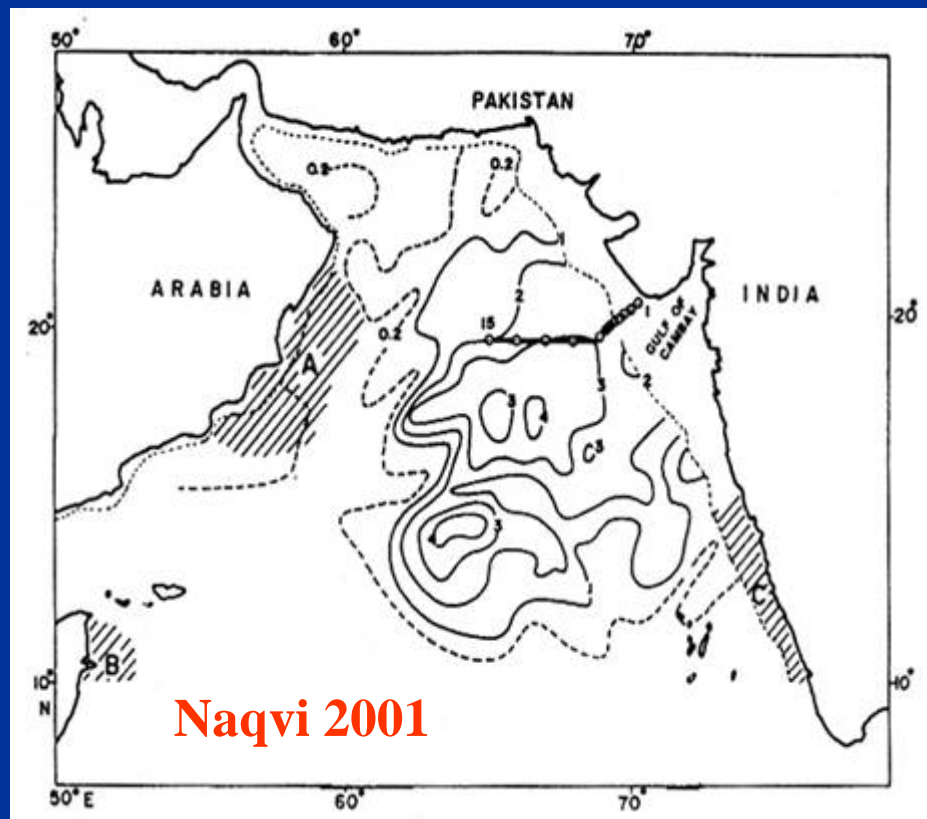 50° 60° 70°
PAKISTAN
0.2 0.2
1
ARABIA INDIA
2
15 1
20° 0.2 20°
GULF OF
CAMBAY
A
3 2
3 4
3
3
4
C
B
10° 10°
N
Naqvi 2001
50°E 60° 70°